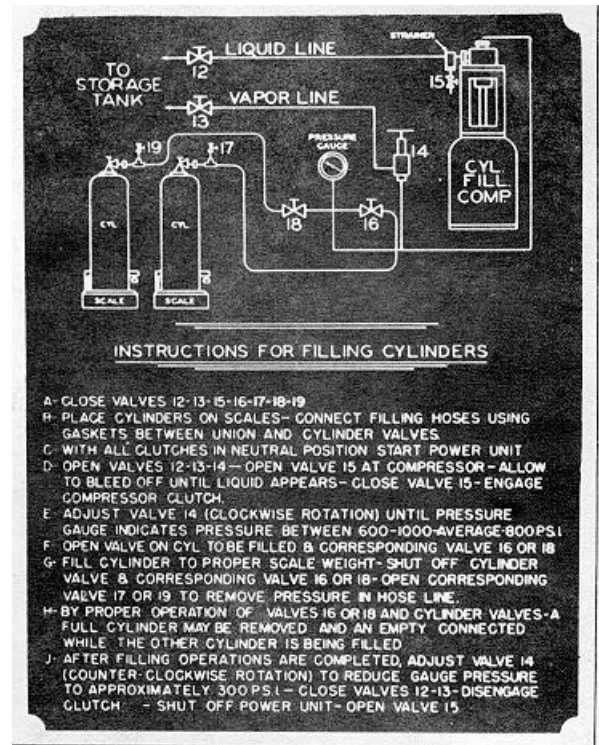 STRAINER
LIQUID LINE
12
15
TO
STORAGE
TANK
VAPOR LINE
13
PRESSURE
GAUGE
14
19
17
CYL.
FILL.
COMP
CYL.
CYL.
18
16
SCALE
SCALE
INSTRUCTIONS FOR FILLING CYLINDERS
A- CLOSE VALVES 12-13-15-16-17-18-19
B- PLACE CYLINDERS ON SCALES- CONNECT FILLING HOSES USING
GASKETS BETWEEN UNION AND CYLINDER VALVES.
C- WITH ALL CLUTCHES IN NEUTRAL POSITION START POWER UNIT
D- OPEN VALVES 12-13-14-OPEN VALVE 15 AT COMPRESSOR-ALLOW
TO BLEED OFF UNTIL LIQUID APPEARS- CLOSE VALVE 15-ENGAGE
COMPRESSOR CLUTCH.
E- ADJUST VALVE 14 (CLOCKWISE ROTATION) UNTIL PRESSURE
GAUGE INDICATES PRESSURE BETWEEN 600-1000-AVERAGE-800 P.S.I.
F- OPEN VALVE ON CYL TO BE FILLED & CORRESPONDING VALVE 16 OR 18
G- FILL CYLINDER TO PROPER SCALE WEIGHT-SHUT OFF CYLINDER
VALVE & CORRESPONDING VALVE 16 OR 18-OPEN CORRESPONDING
VALVE 17 OR 19 TO REMOVE PRESSURE IN HOSE LINE.
H- BY PROPER OPERATION OF VALVES 16 OR 18 AND CYLINDER VALVES-A
FULL CYLINDER MAY BE REMOVED AND AN EMPTY CONNECTED
WHILE THE OTHER CYLINDER IS BEING FILLED
J- AFTER FILLING OPERATIONS ARE COMPLETED, ADJUST VALVE 14
(COUNTER-CLOCKWISE ROTATION) TO REDUCE GAUGE PRESSURE
TO APPROXIMATELY 300 P.S.I.- CLOSE VALVES 12-13-DISENGAGE
CLUTCH - SHUT OFF POWER UNIT-OPEN VALVE 15